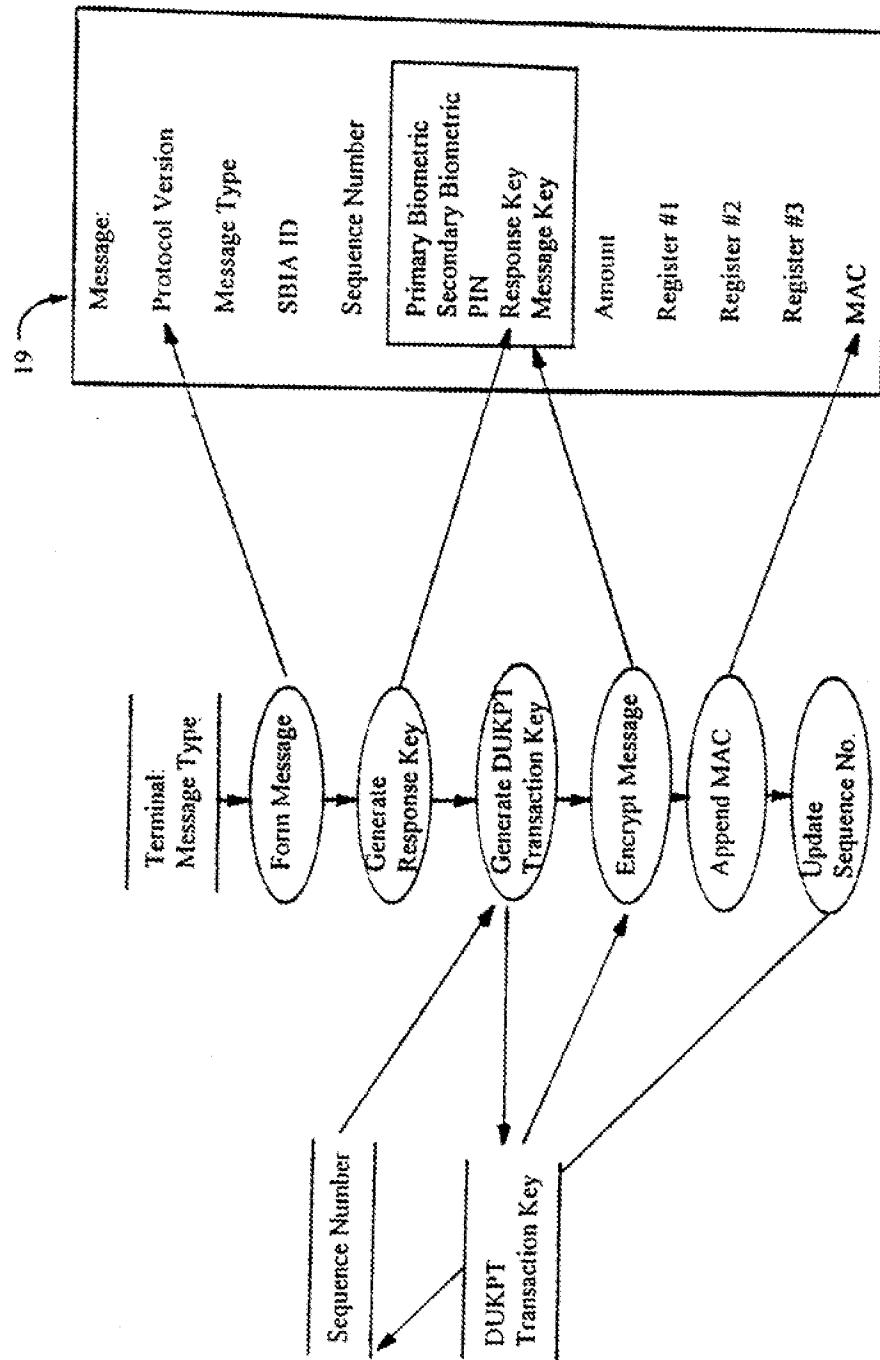 Sequence Number
DUKPT
Transaction Key
Terminal:
Message Type
Form Message
Generate
Response Key
Generate DUKPT
Transaction Key
Encrypt Message
Append MAC
Update
Sequence No.
19
Message:
Protocol Version
Message Type
SBIA ID
Sequence Number
Primary Biometric
Secondary Biometric
PIN
Response Key
Message Key
Amount
Register #1
Register #2
Register #3
MAC